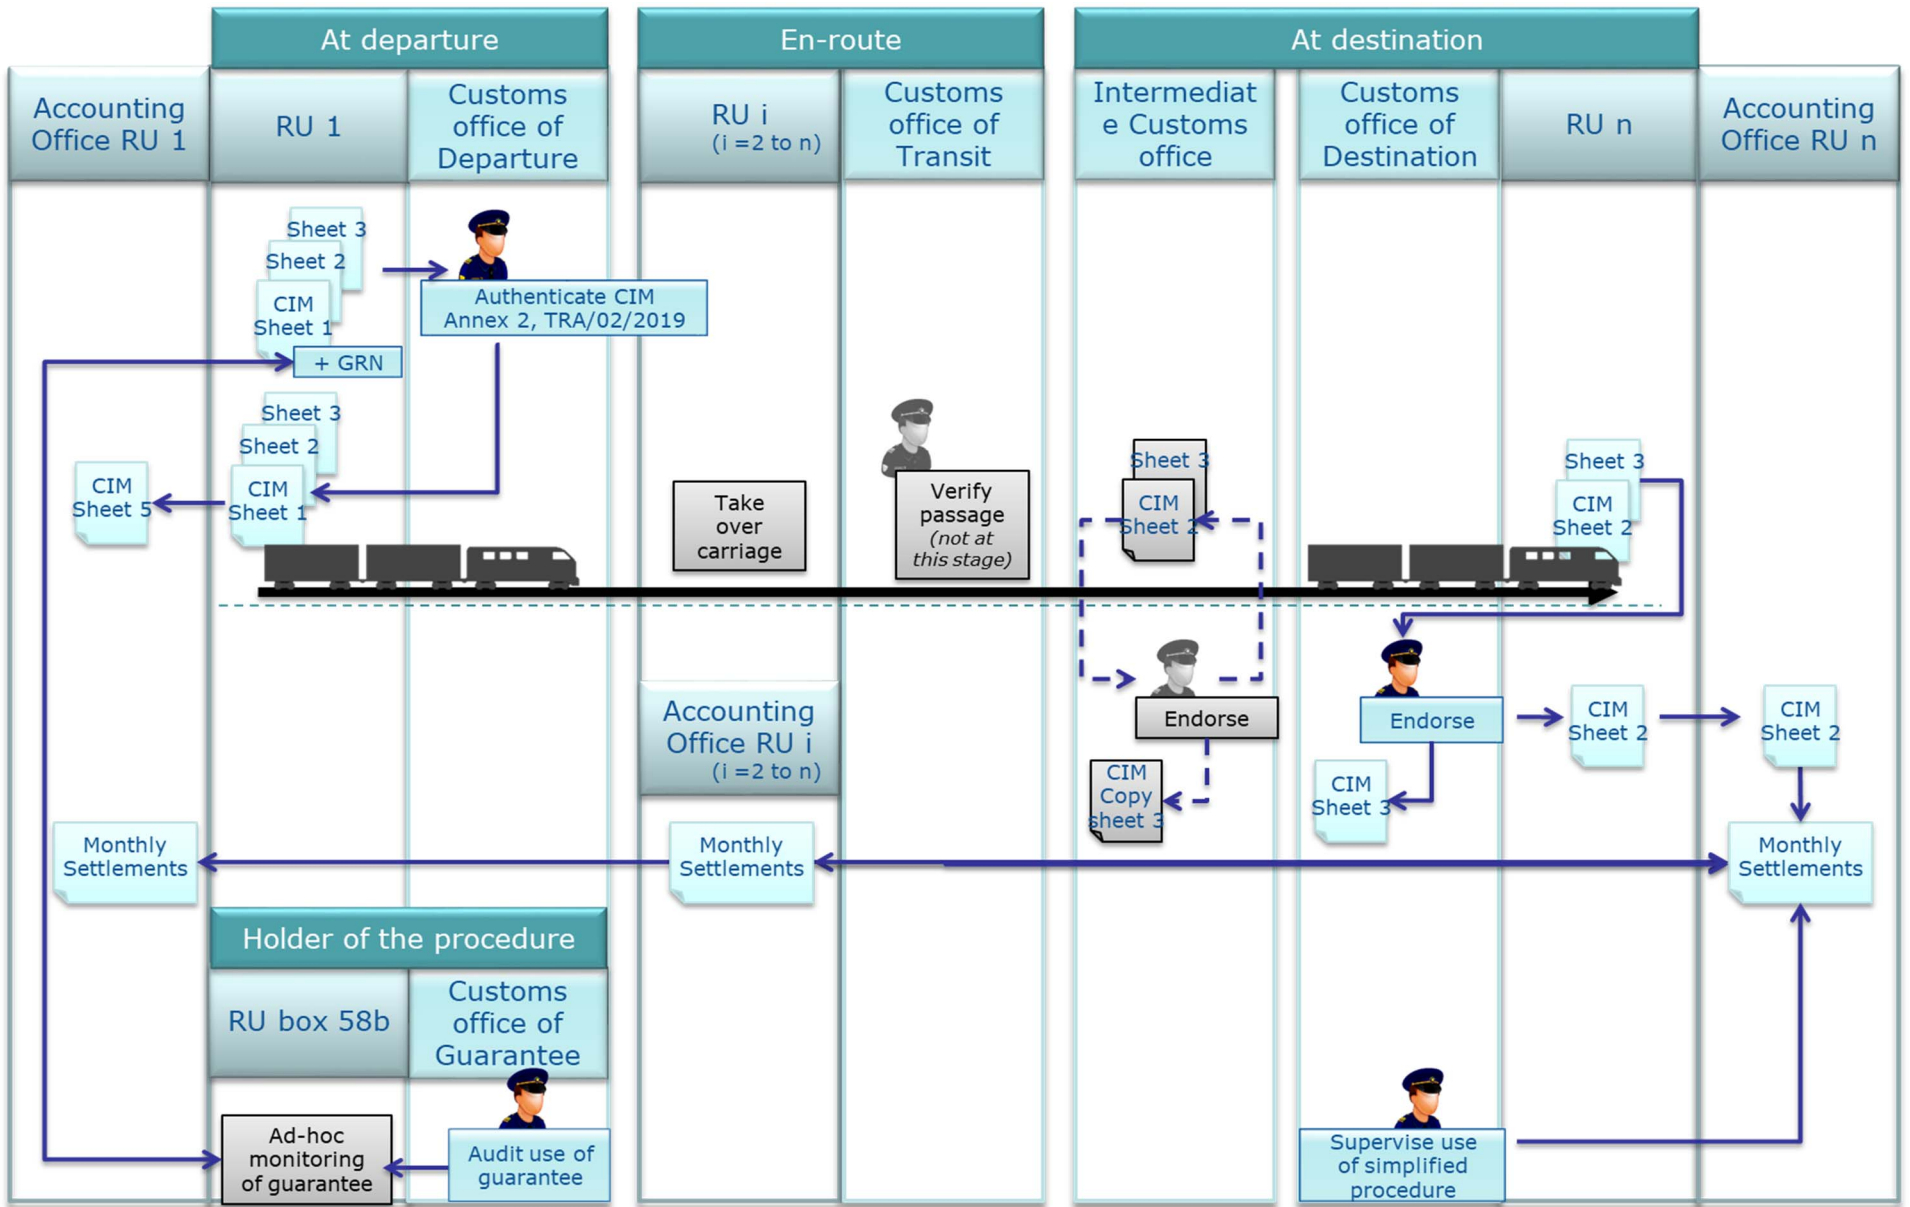 At departure
En-route
At destination
Accounting
Office RU 1
RU 1
Customs
office of
Departure
RU i
(i =2 to n)
Customs
office of
Transit
Intermediat
e Customs
office
Customs
office of
Destination
RU n
Accounting
Office RU n
Sheet 3
Sheet 2
CIM
Sheet 1
+ GRN
Authenticate CIM
Annex 2, TRA/02/2019
Sheet 3
Sheet 2
CIM
Sheet 1
CIM
Sheet 5
Take
over
carriage
Verify
passage
(not at
this stage)
Sheet 3
CIM
Sheet 2
Sheet 3
CIM
Sheet 2
Accounting
Office RU i
(i =2 to n)
Endorse
CIM
Copy
sheet 3
Endorse
CIM
Sheet 3
CIM
Sheet 2
CIM
Sheet 2
Monthly
Settlements
Monthly
Settlements
Monthly
Settlements
Holder of the procedure
RU box 58b
Customs
office of
Guarantee
Ad-hoc
monitoring
of guarantee
Audit use of
guarantee
Supervise use
of simplified
procedure